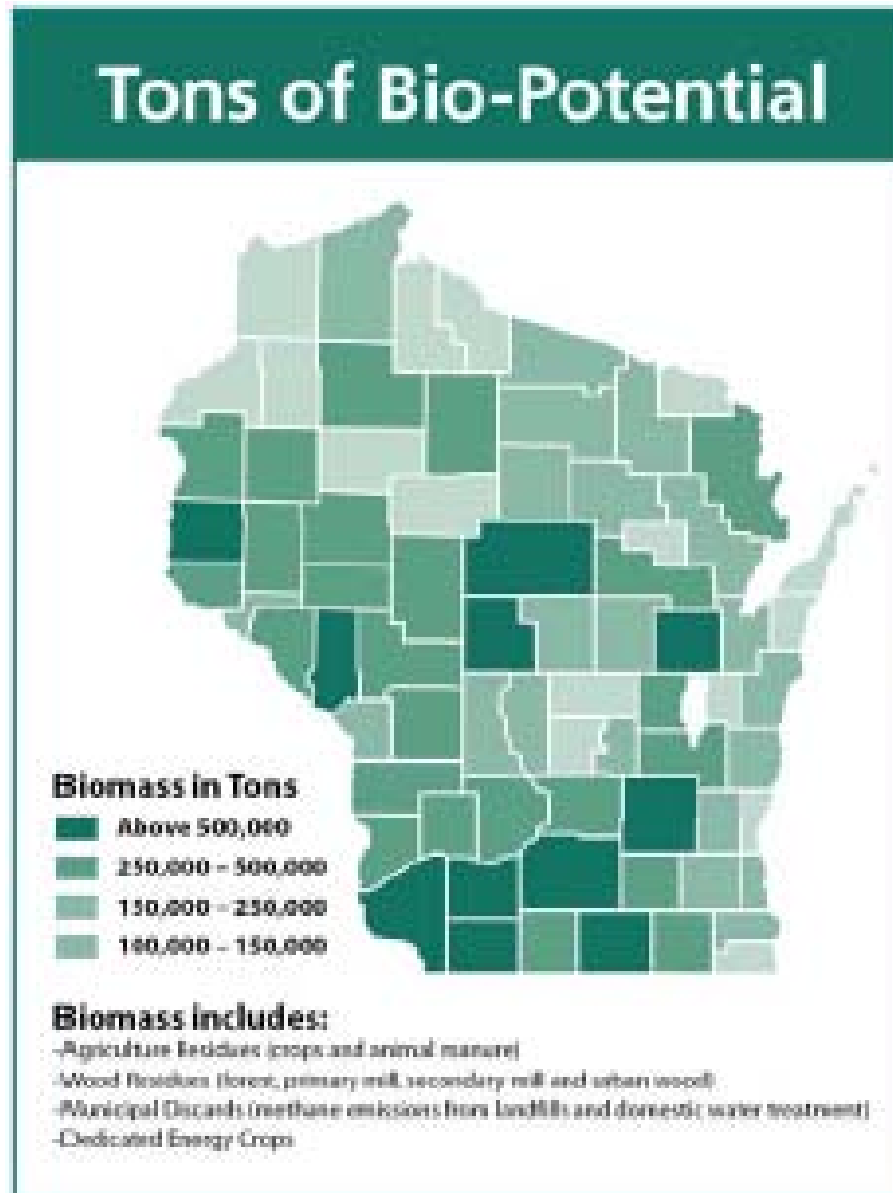 Tons of Bio-Potential
Biomass in Tons
Above 500,000
250,000 – 500,000
150,000 – 250,000
100,000 – 150,000
Biomass includes:
-Agriculture Residues (crops and animal manure)
-Wood Residues (forest, primary mill, secondary mill and urban wood)
-Municipal Discards (methane emissions from landfills and domestic water treatment)
-Dedicated Energy Crops